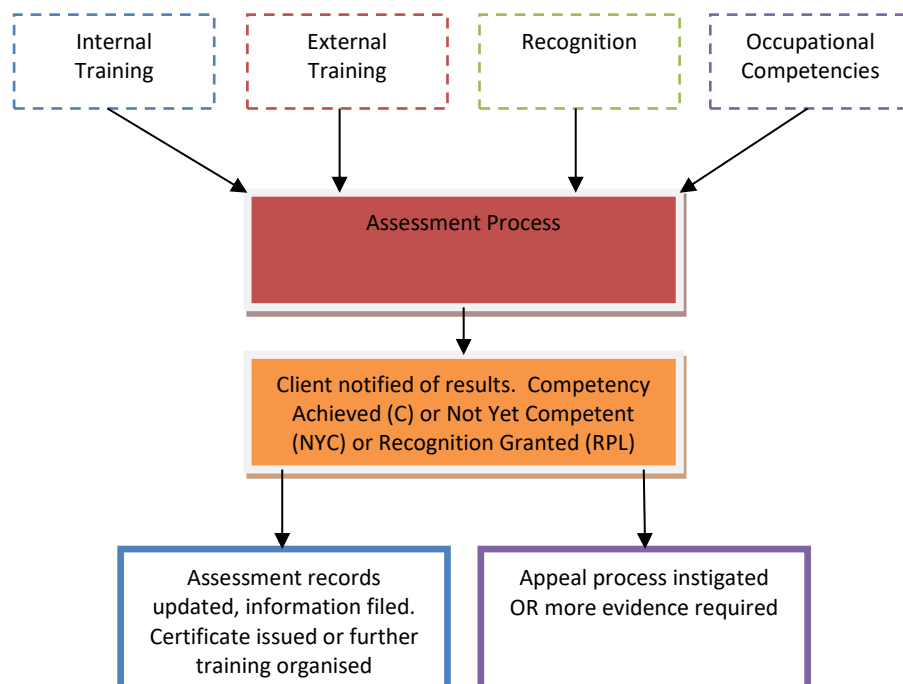 Internal
Training
External
Training
Recognition
Occupational
Competencies
Assessment Process
Client notified of results.  Competency
Achieved (C) or Not Yet Competent
(NYC) or Recognition Granted (RPL)
Assessment records
updated, information filed.
Certificate issued or further
training organised
Appeal process instigated
OR more evidence required